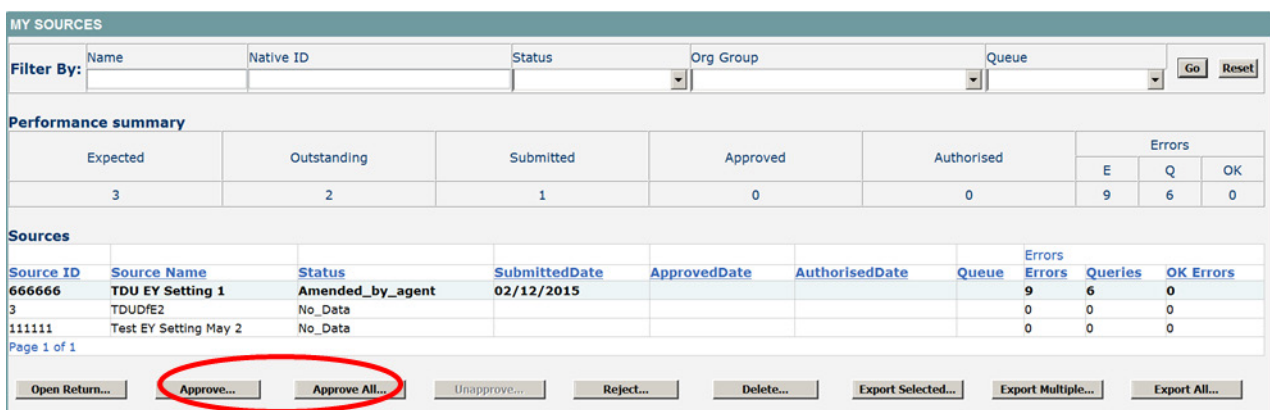 MY SOURCES
Filter By: Name Native ID Status Org Group Queue Go Reset
Performance summary
Expected Outstanding Submitted Approved Authorised Errors
E Q OK
3 2 1 0 0 9 6 0
Sources
Errors
Source ID Source Name Status SubmittedDate ApprovedDate AuthorisedDate Queue Errors Queries OK Errors
666666 TDU EY Setting 1 Amended_by_agent 02/12/2015 9 6 0
3 TDUDfE2 No_Data 0 0 0
111111 Test EY Setting May 2 No_Data 0 0 0
Page 1 of 1
Open Return... Approve... Approve All... Unapprove... Reject... Delete... Export Selected... Export Multiple... Export All...